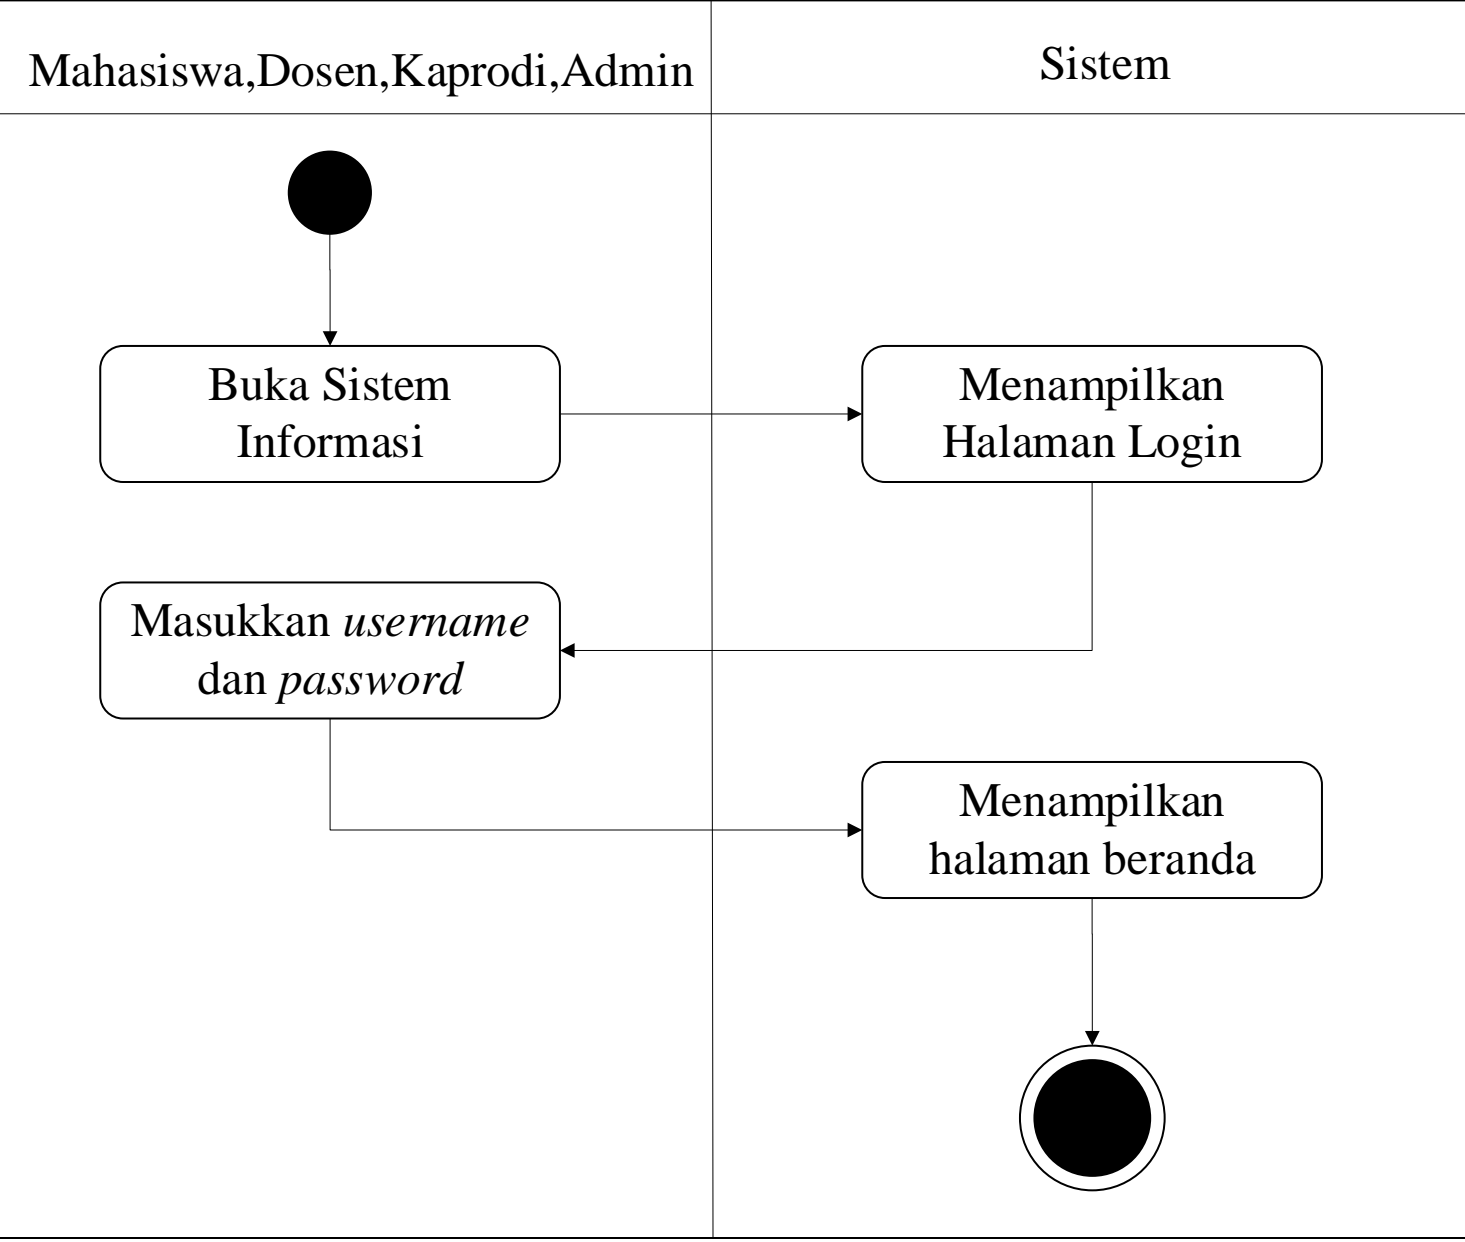 Mahasiswa,Dosen,Kaprodi,Admin
Sistem
Buka Sistem
Informasi
Menampilkan
Halaman Login
Masukkan username
dan password
Menampilkan
halaman beranda